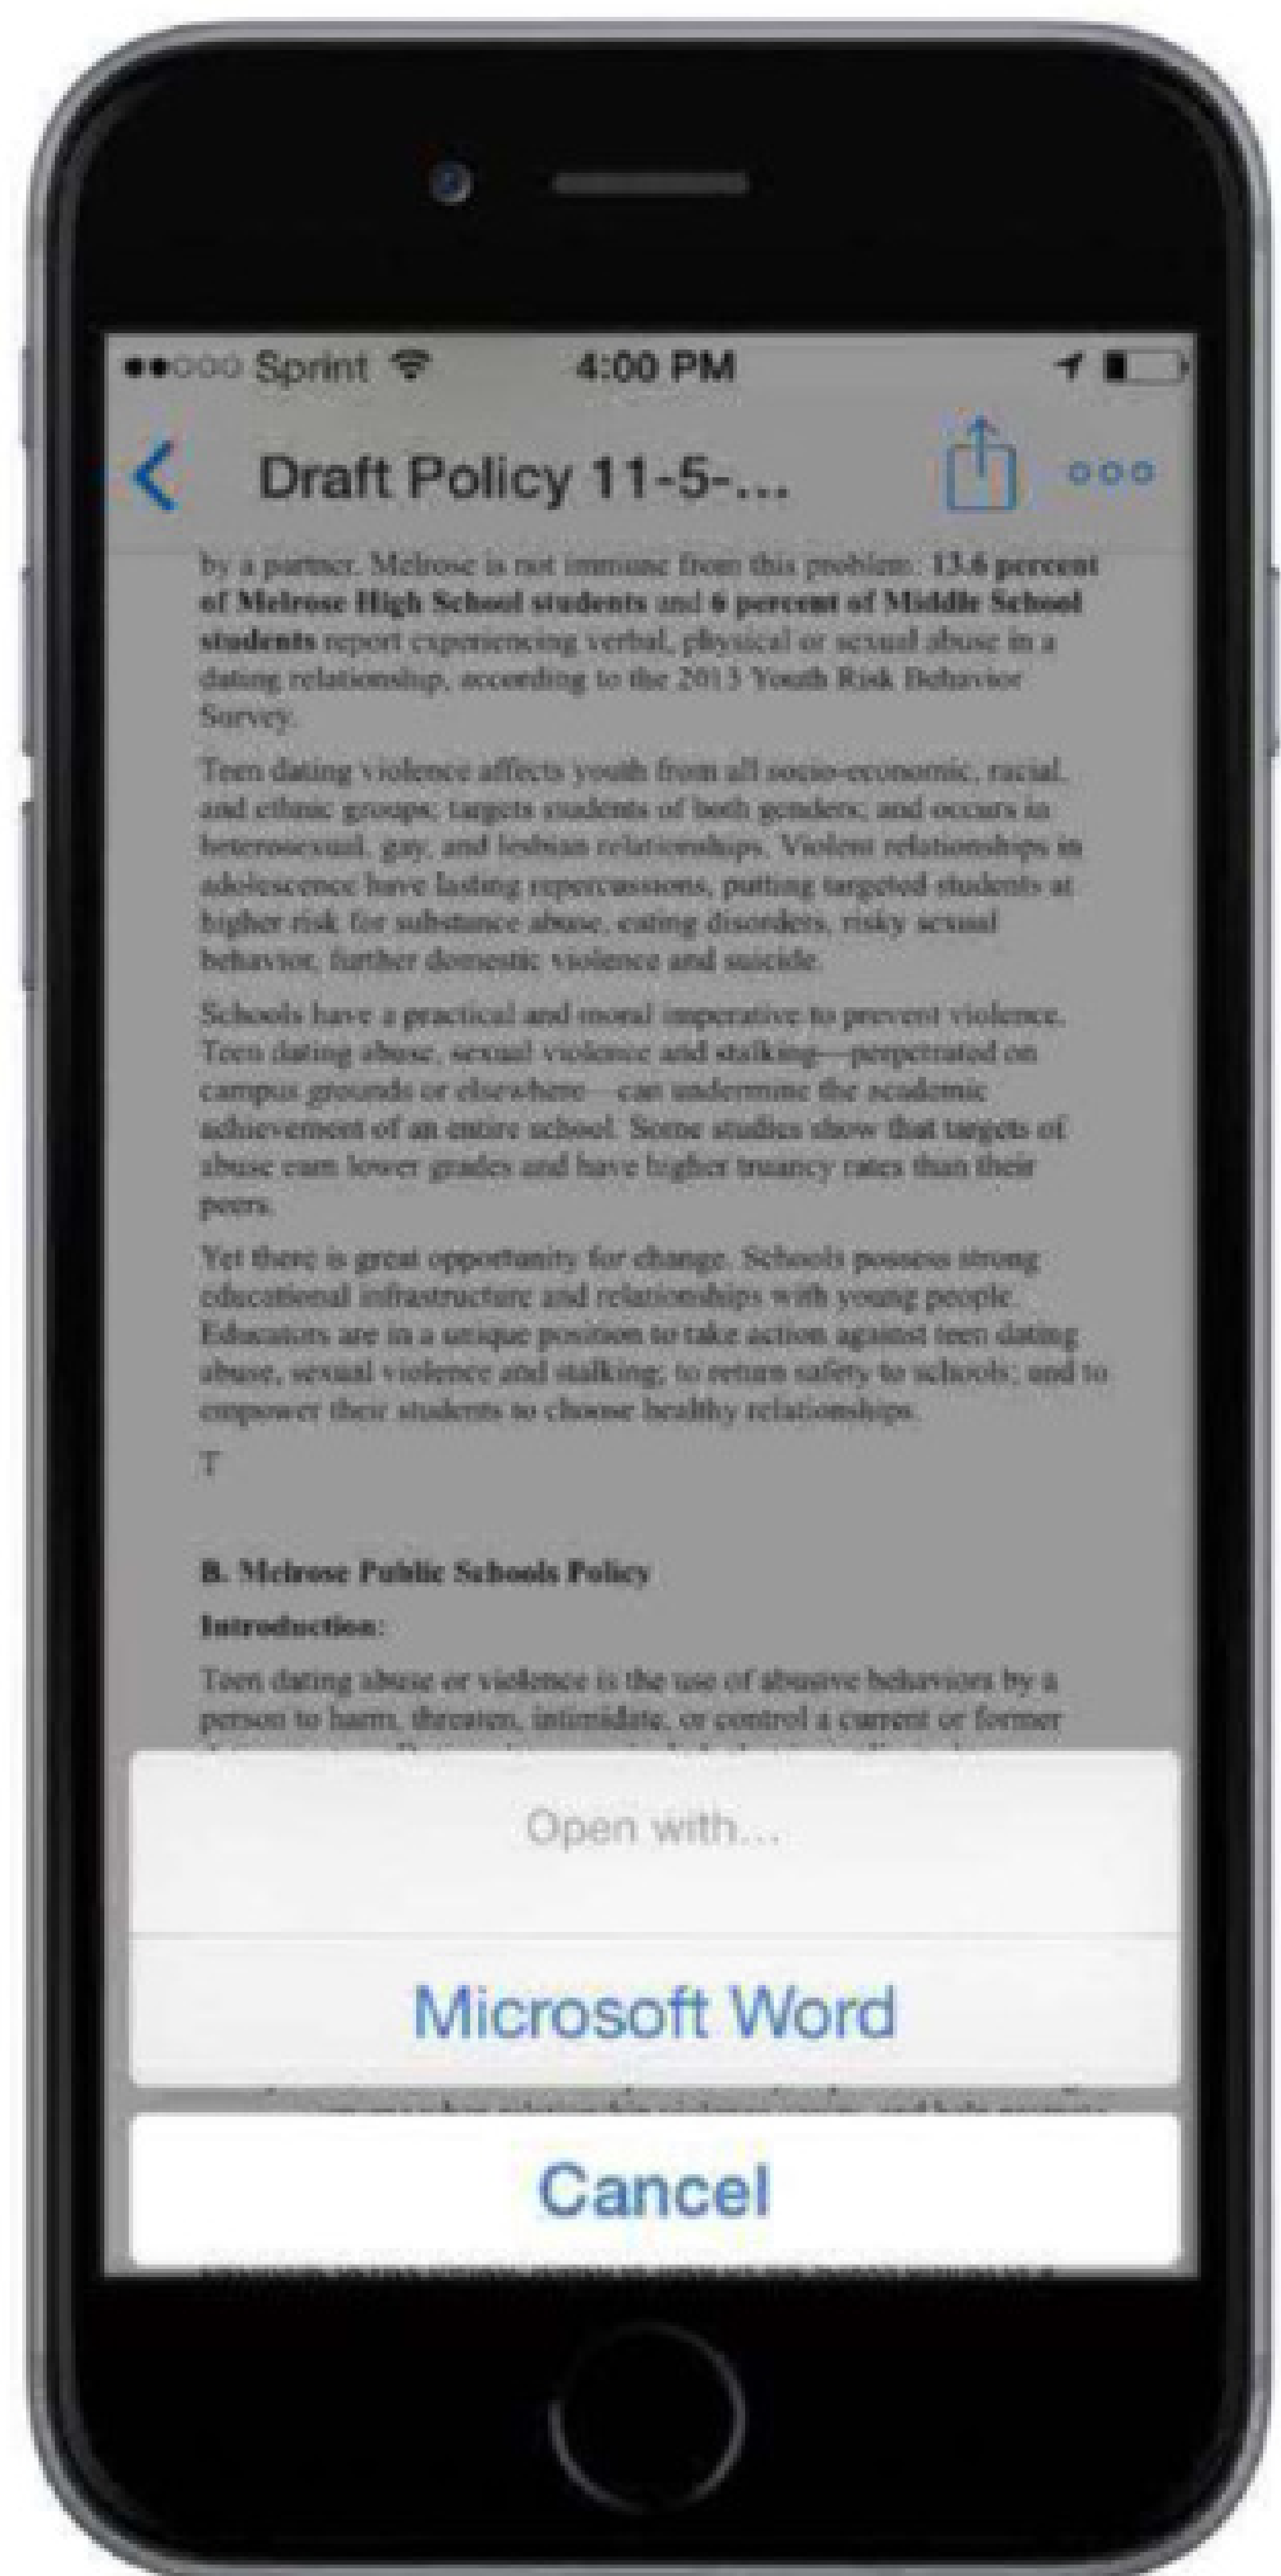 Sprint 4:00 PM
Draft Policy 11-5-...
by a partner. Melrose is not immune from this problem: 13.6 percent
of Melrose High School students and 6 percent of Middle School
students report experiencing verbal, physical or sexual abuse in a
dating relationship, according to the 2013 Youth Risk Behavior
Survey.
Teen dating violence affects youth from all socio-economic, racial,
and ethnic groups; targets students of both genders; and occurs in
heterosexual, gay, and lesbian relationships. Violent relationships in
adolescence have lasting repercussions, putting targeted students at
higher risk for substance abuse, eating disorders, risky sexual
behavior, further domestic violence and suicide.
Schools have a practical and moral imperative to prevent violence.
Teen dating abuse, sexual violence and stalking—perpetrated on
campus grounds or elsewhere—can undermine the academic
achievement of an entire school. Some studies show that targets of
abuse earn lower grades and have higher truancy rates than their
peers.
Yet there is great opportunity for change. Schools possess strong
educational infrastructure and relationships with young people.
Educators are in a unique position to take action against teen dating
abuse, sexual violence and stalking; to return safety to schools; and to
empower their students to choose healthy relationships.
T
B. Melrose Public Schools Policy
Introduction:
Teen dating abuse or violence is the use of abusive behaviors by a
person to harm, threaten, intimidate, or control a current or former
Open with...
Microsoft Word
Cancel